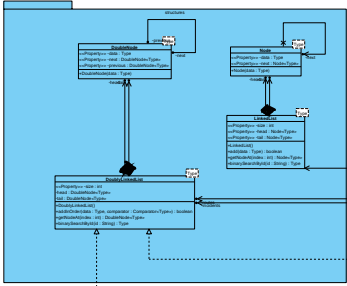 structures
DoubleNode
Type
<<Property>> -data : Type
<<Property>> -next : DoubleNode<Type>
<<Property>> -previous : DoubleNode<Type>
+DoubleNode(data : Type)
-next
Node
Type
<<Property>> -data : Type
<<Property>> -next : Node<Type>
+Node(data : Type)
-next
LinkedList
Type
<<Property>> -size : int
<<Property>> -head : Node<Type>
<<Property>> -tail : Node<Type>
+LinkedList()
+add(data : Type) : boolean
+getNodeAt(index : int) : Node<Type>
+binarySearchById(id : String) : Type
DoublyLinkedList
Type
<<Property>> -size : int
-head : DoubleNode<Type>
-tail : DoubleNode<Type>
+DoublyLinkedList()
+addInOrder(data : Type, comparator : Comparator<Type>) : boolean
+getNodeAt(index : int) : DoubleNode<Type>
+binarySearchById(id : String) : Type